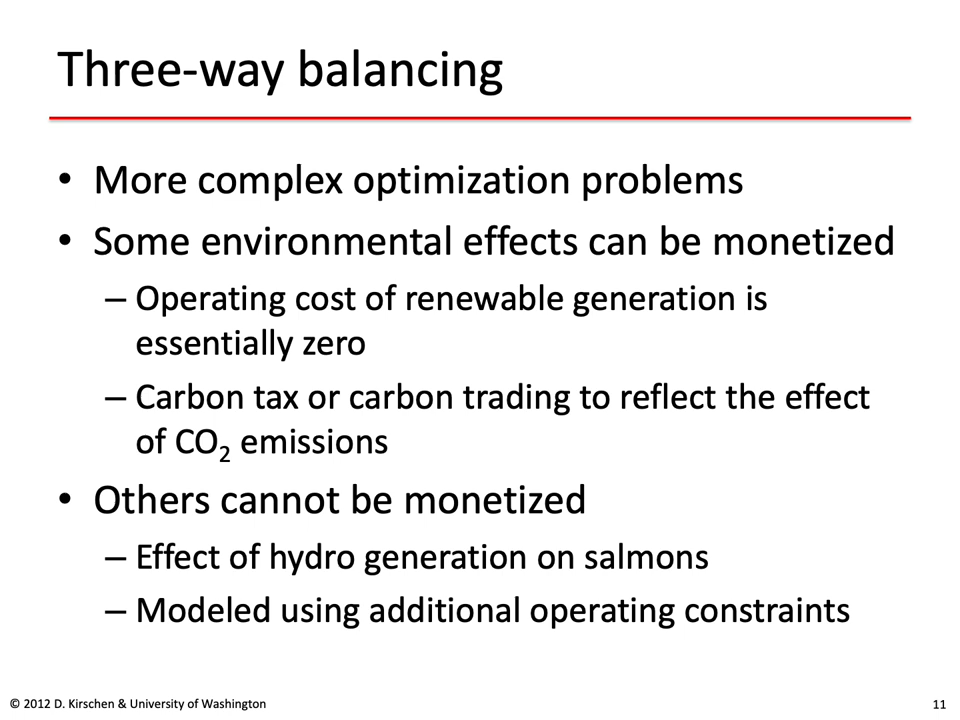 Three-way balancing
• More complex optimization problems
• Some environmental effects can be monetized
– Operating cost of renewable generation is
essentially zero
– Carbon tax or carbon trading to reflect the effect
of CO₂ emissions
• Others cannot be monetized
– Effect of hydro generation on salmons
– Modeled using additional operating constraints
© 2012 D. Kirschen & University of Washington
11